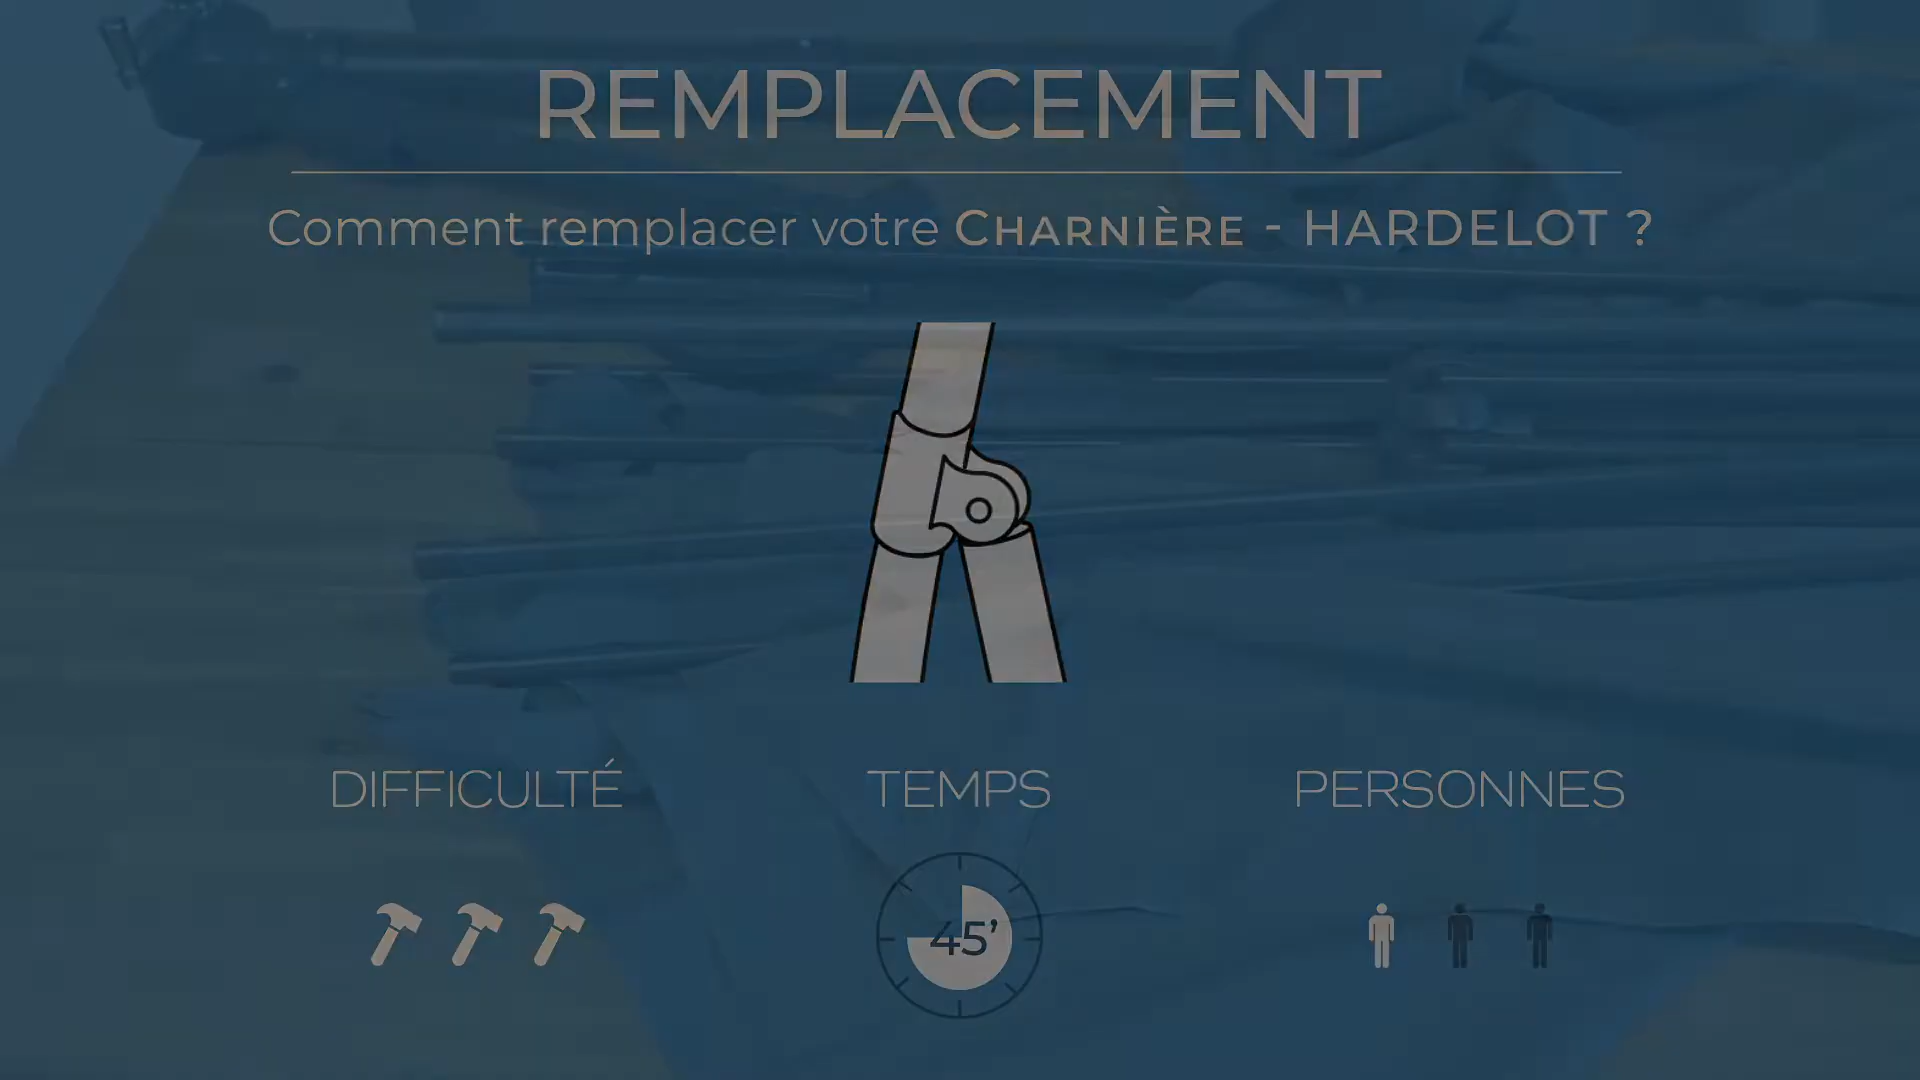 REMPLACEMENT
Comment remplacer votre CHARNIÈRE - HARDELOT ?
DIFFICULTÉ
TEMPS
PERSONNES
45’